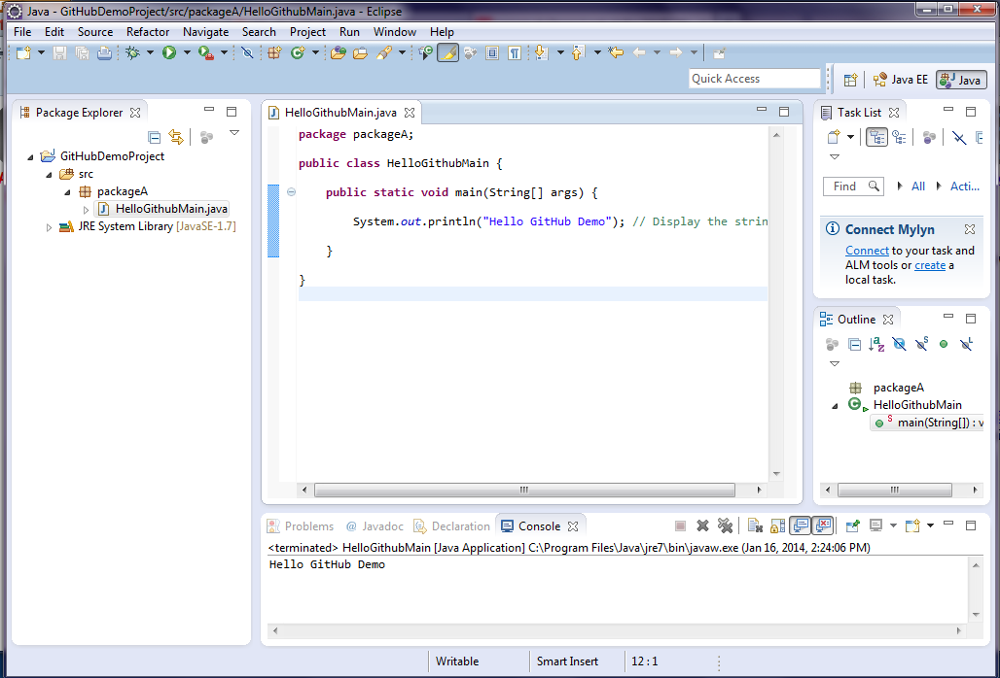 Java - GitHubDemoProject/src/packageA/HelloGithubMain.java - Eclipse
File Edit Source Refactor Navigate Search Project Run Window Help
Quick Access
Java EE
Java
Package Explorer
GitHubDemoProject
src
packageA
HelloGithubMain.java
JRE System Library [JavaSE-1.7]
HelloGithubMain.java
package packageA;
public class HelloGithubMain {
public static void main(String[] args) {
System.out.println("Hello GitHub Demo"); // Display the strin
}
}
Task List
Find
All
Acti...
Connect Mylyn
Connect to your task and
ALM tools or create a
local task.
Outline
packageA
HelloGithubMain
main(String[]) : v
Problems @ Javadoc Declaration Console
<terminated> HelloGithubMain [Java Application] C:\Program Files\Java\jre7\bin\javaw.exe (Jan 16, 2014, 2:24:06 PM)
Hello GitHub Demo
Writable Smart Insert 12 : 1